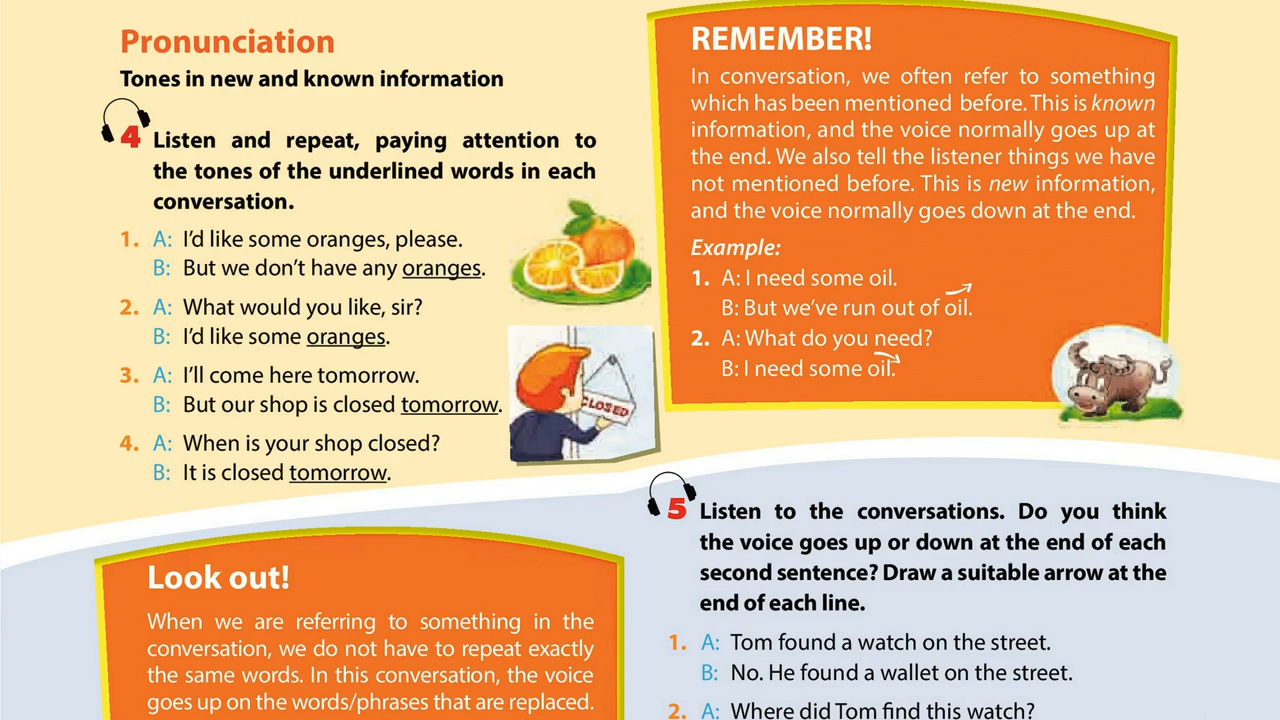 Pronunciation
Tones in new and known information
4 Listen and repeat, paying attention to
the tones of the underlined words in each
conversation.
1. A: I'd like some oranges, please.
B: But we don't have any oranges.
2. A: What would you like, sir?
B: I'd like some oranges.
3. A: I'll come here tomorrow.
B: But our shop is closed tomorrow.
4. A: When is your shop closed?
B: It is closed tomorrow.
CLOSED
REMEMBER!
In conversation, we often refer to something
which has been mentioned before. This is known
information, and the voice normally goes up at
the end. We also tell the listener things we have
not mentioned before. This is new information,
and the voice normally goes down at the end.
Example:
1. A: I need some oil.
B: But we've run out of oil.
2. A: What do you need?
B: I need some oil.
Look out!
When we are referring to something in the
conversation, we do not have to repeat exactly
the same words. In this conversation, the voice
goes up on the words/phrases that are replaced.
5 Listen to the conversations. Do you think
the voice goes up or down at the end of each
second sentence? Draw a suitable arrow at the
end of each line.
1. A: Tom found a watch on the street.
B: No. He found a wallet on the street.
2. A: Where did Tom find this watch?